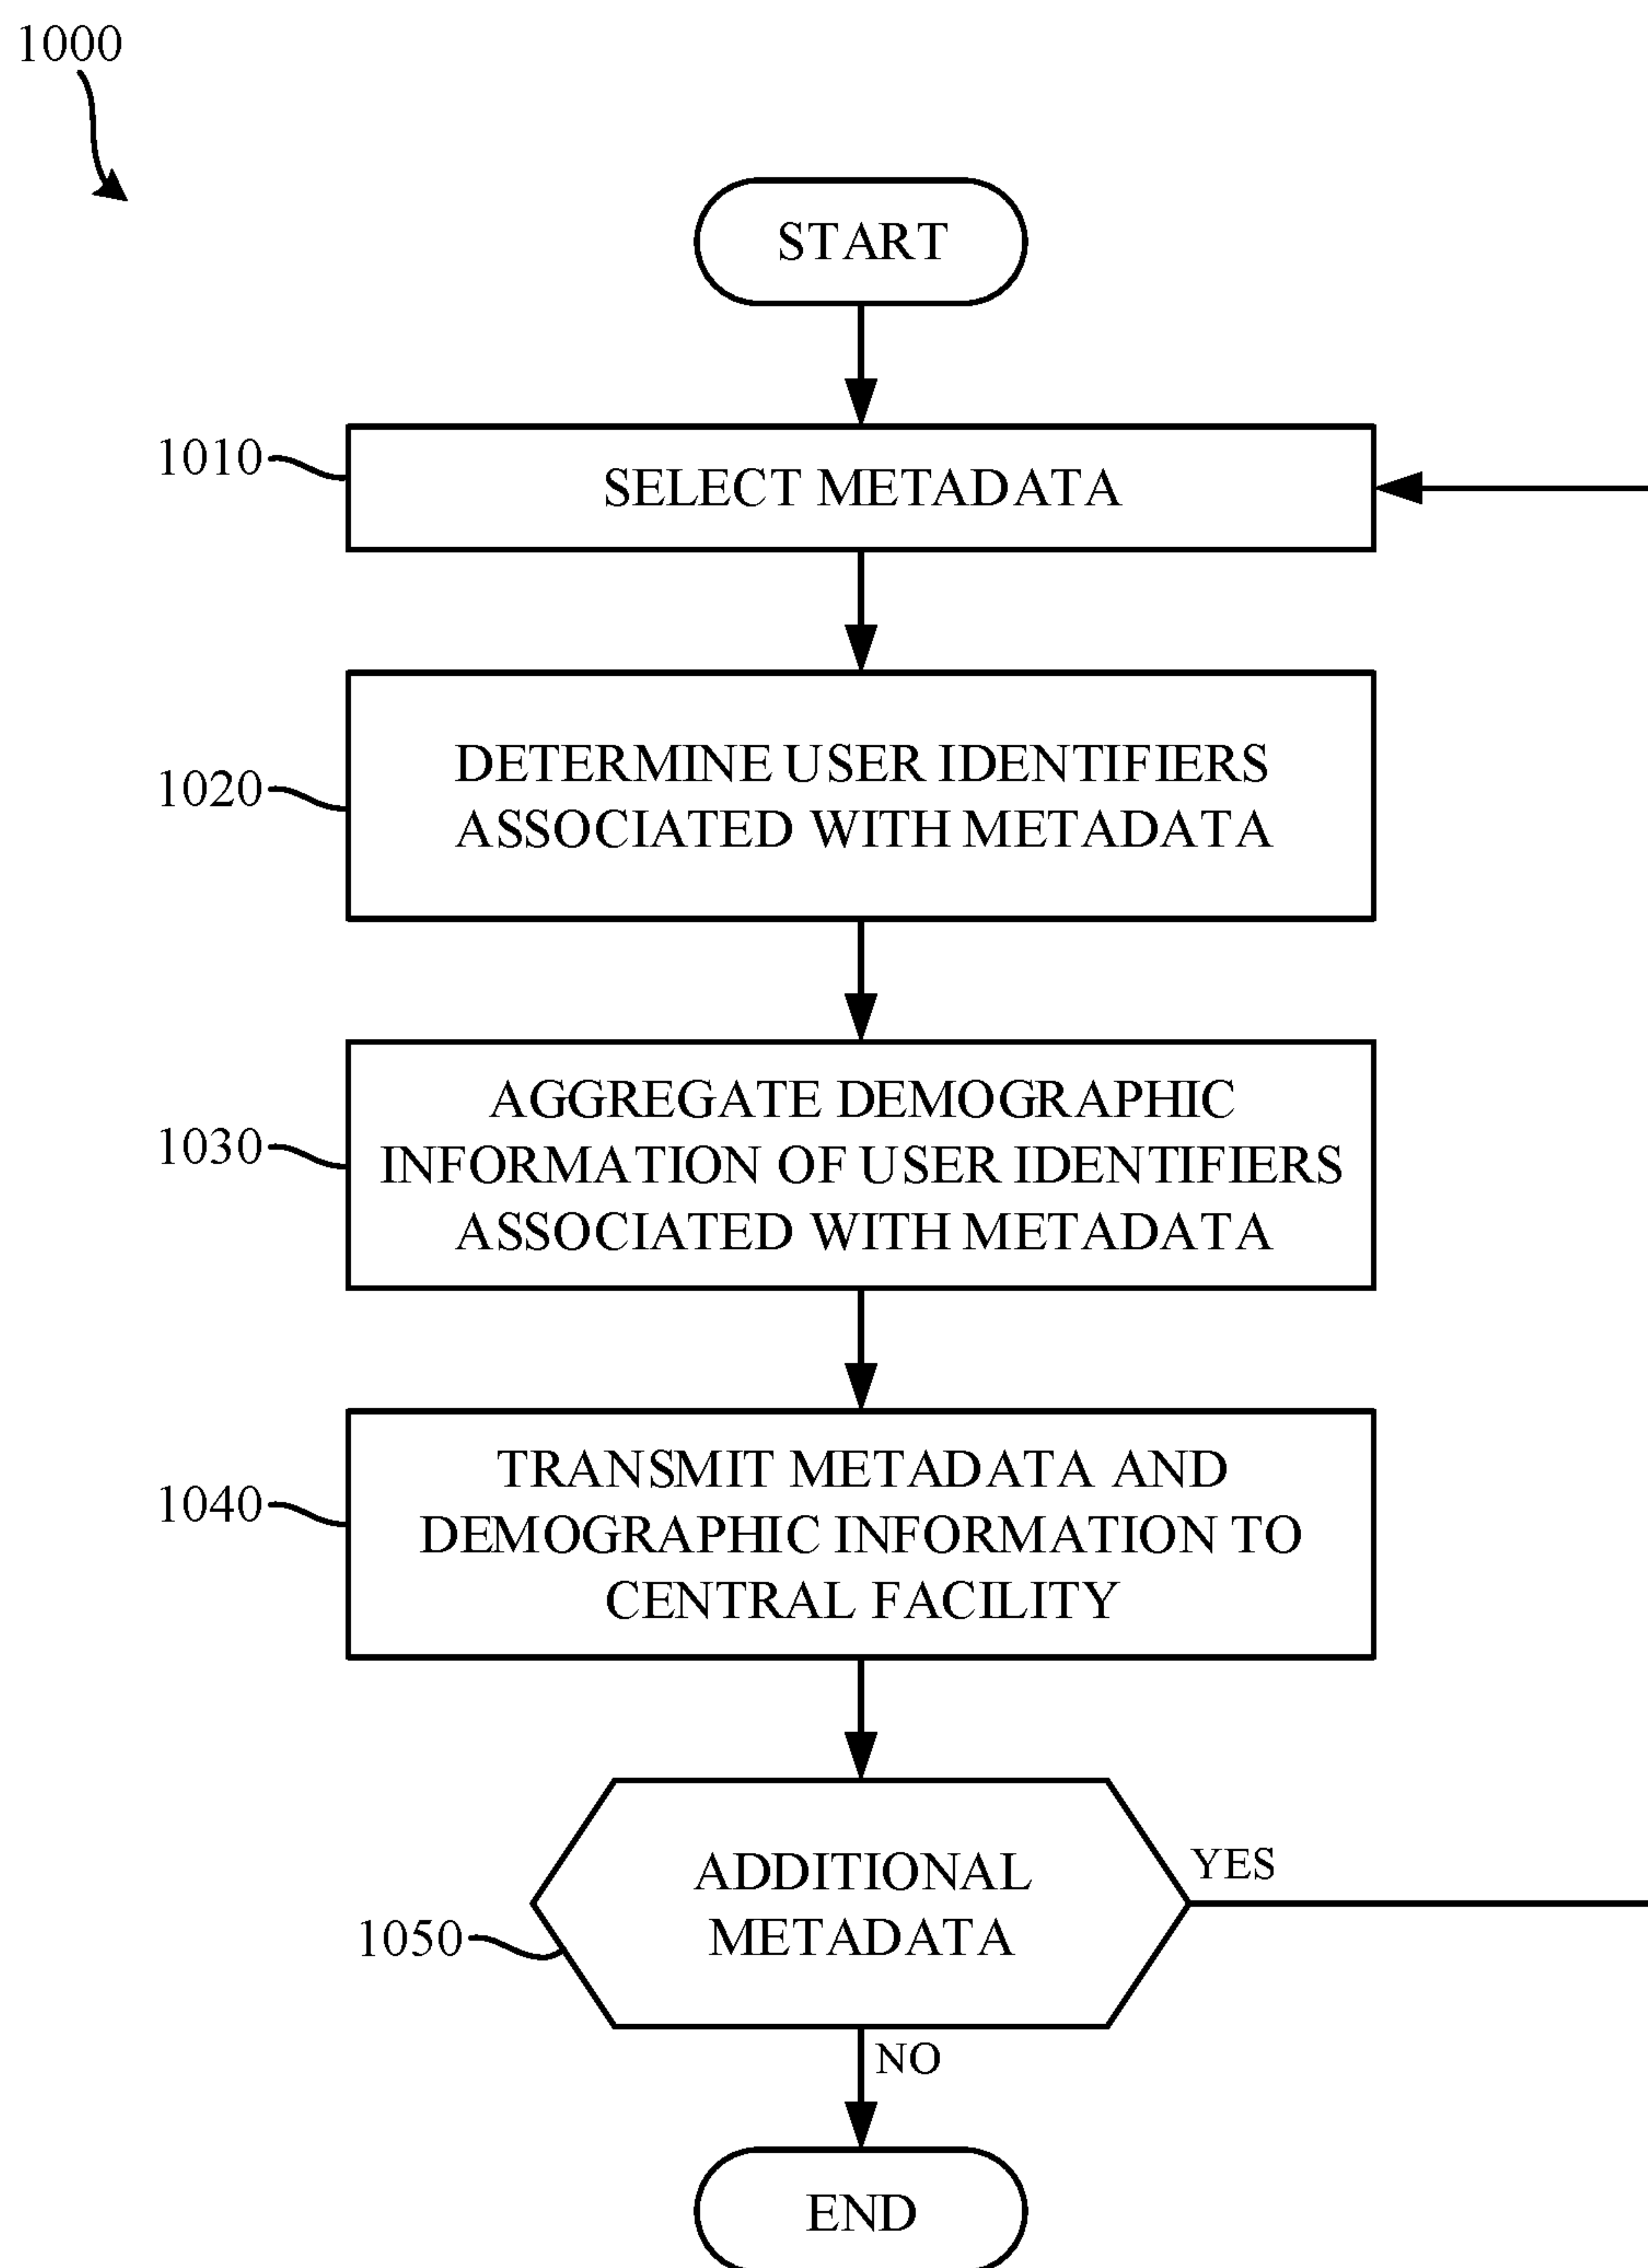 1000
START
1010
SELECT METADATA
1020
DETERMINE USER IDENTIFIERS
ASSOCIATED WITH METADATA
1030
AGGREGATE DEMOGRAPHIC
INFORMATION OF USER IDENTIFIERS
ASSOCIATED WITH METADATA
1040
TRANSMIT METADATA AND
DEMOGRAPHIC INFORMATION TO
CENTRAL FACILITY
1050
ADDITIONAL
METADATA
YES
NO
END